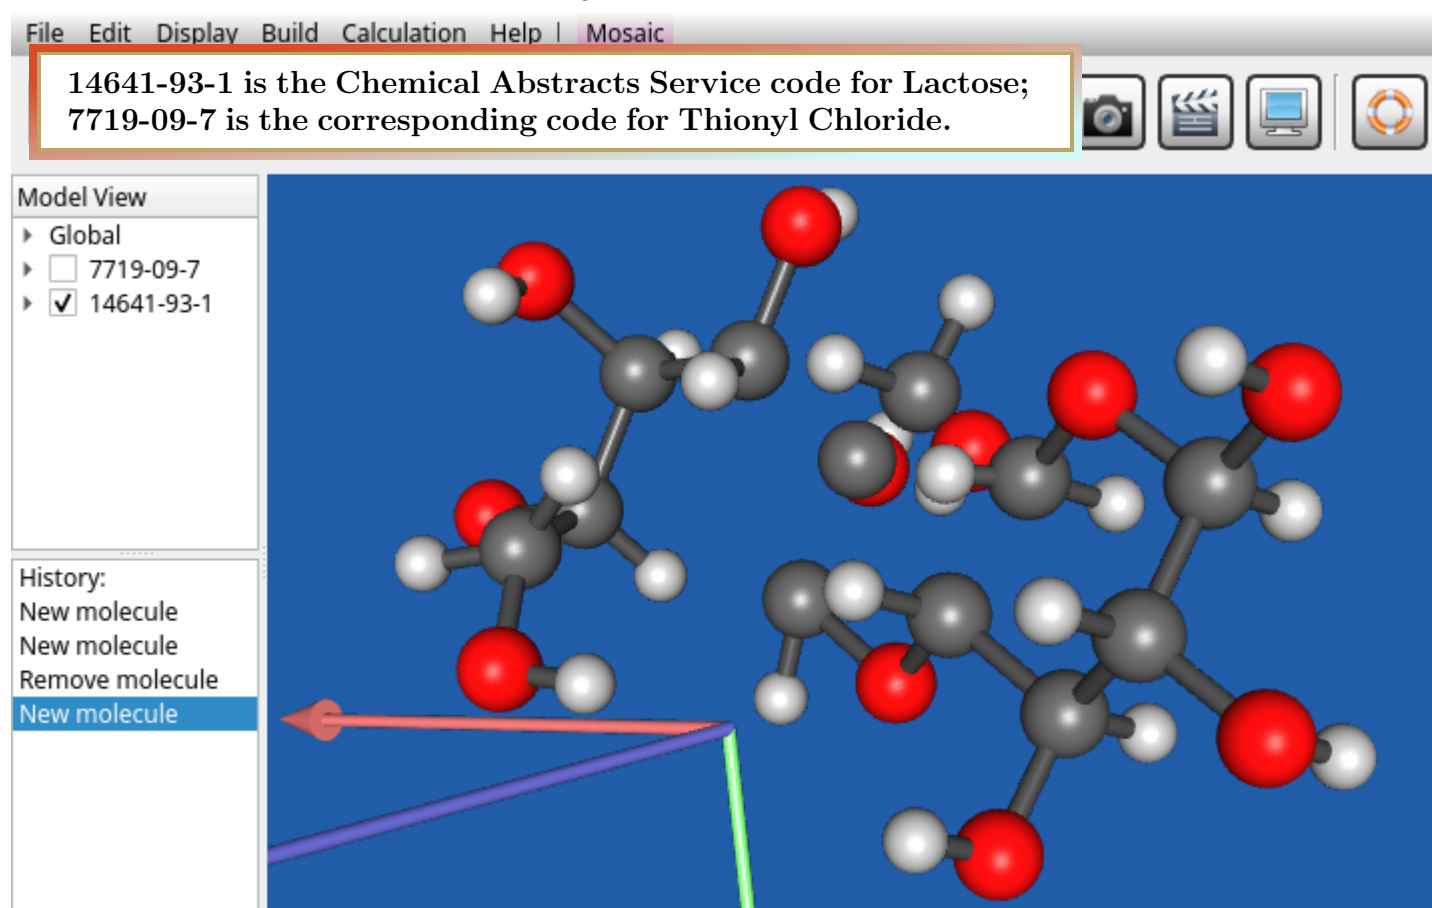 File Edit Display Build Calculation Help | Mosaic
14641-93-1 is the Chemical Abstracts Service code for Lactose;
7719-09-7 is the corresponding code for Thionyl Chloride.
Model View
Global
7719-09-7
14641-93-1
History:
New molecule
New molecule
Remove molecule
New molecule